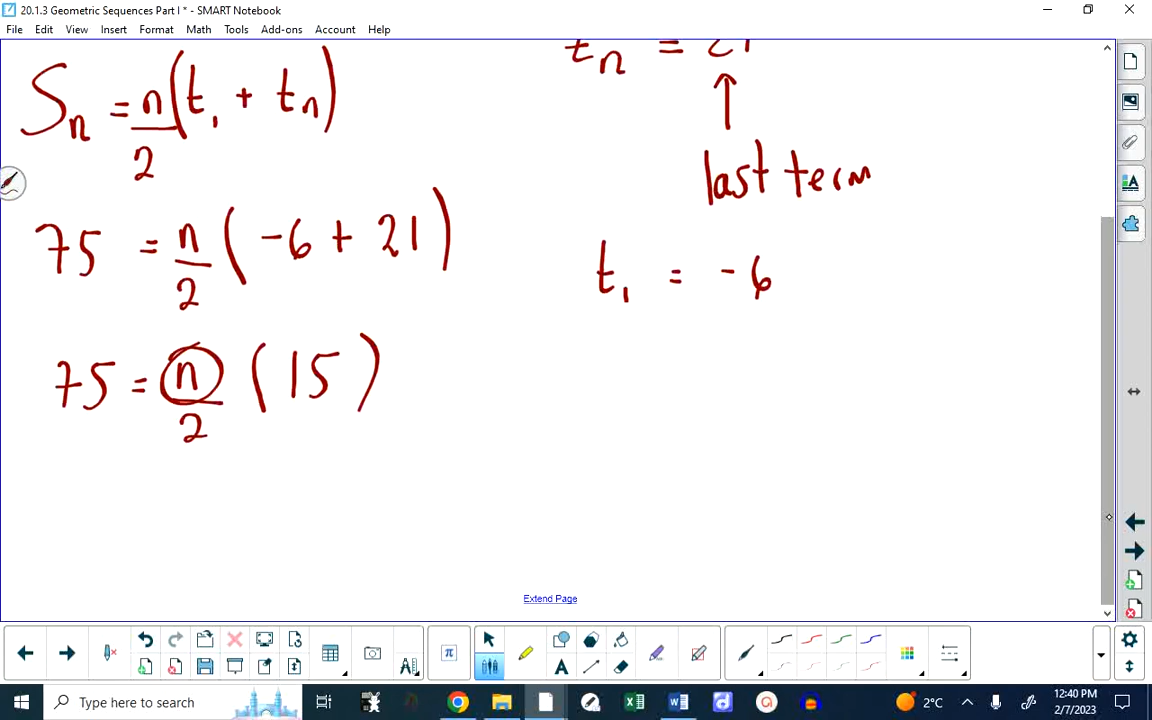 20.1.3 Geometric Sequences Part I * - SMART Notebook
File Edit View Insert Format Math Tools Add-ons Account Help
tn = 21
Sn = n/2 (t1 + tn)
last term
75 = n/2 (-6 + 21)
t1 = -6
75 = n/2 (15)
Extend Page
π
A
Type here to search
2°C
12:40 PM
2/7/2023